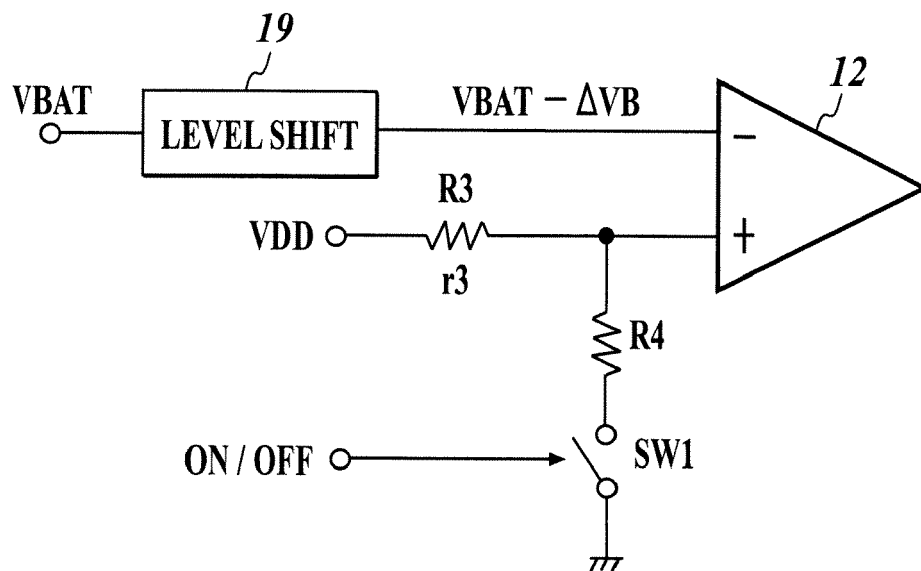 19
12
VBAT
LEVEL SHIFT
VBAT − ΔVB
−
R3
VDD
+
r3
R4
ON / OFF
SW1